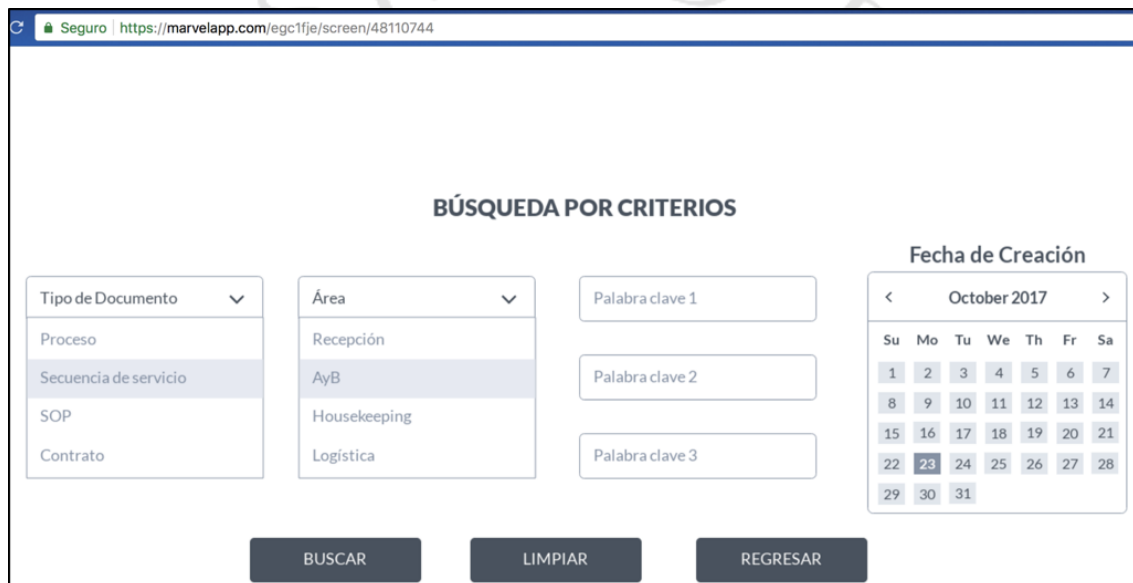 Seguro | https://marvelapp.com/egc1fje/screen/48110744
BÚSQUEDA POR CRITERIOS
Tipo de Documento
Proceso
Secuencia de servicio
SOP
Contrato
Área
Recepción
AyB
Housekeeping
Logística
Palabra clave 1
Palabra clave 2
Palabra clave 3
Fecha de Creación
< October 2017 >
Su Mo Tu We Th Fr Sa
1 2 3 4 5 6 7
8 9 10 11 12 13 14
15 16 17 18 19 20 21
22 23 24 25 26 27 28
29 30 31
BUSCAR LIMPIAR REGRESAR